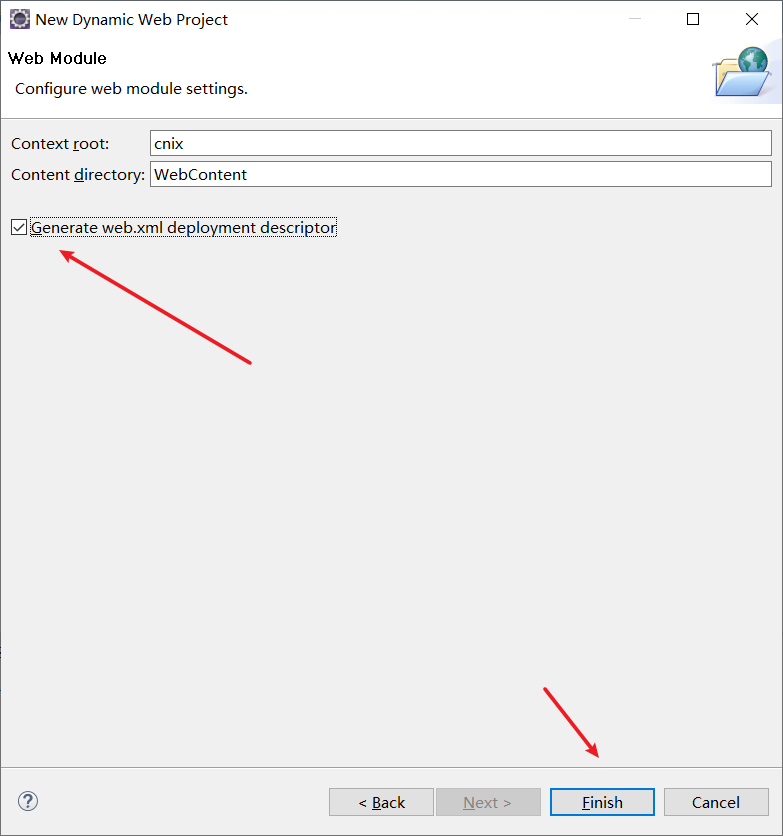 New Dynamic Web Project
Web Module
Configure web module settings.
Context root: cnix
Content directory: WebContent
Generate web.xml deployment descriptor
? < Back Next > Finish Cancel